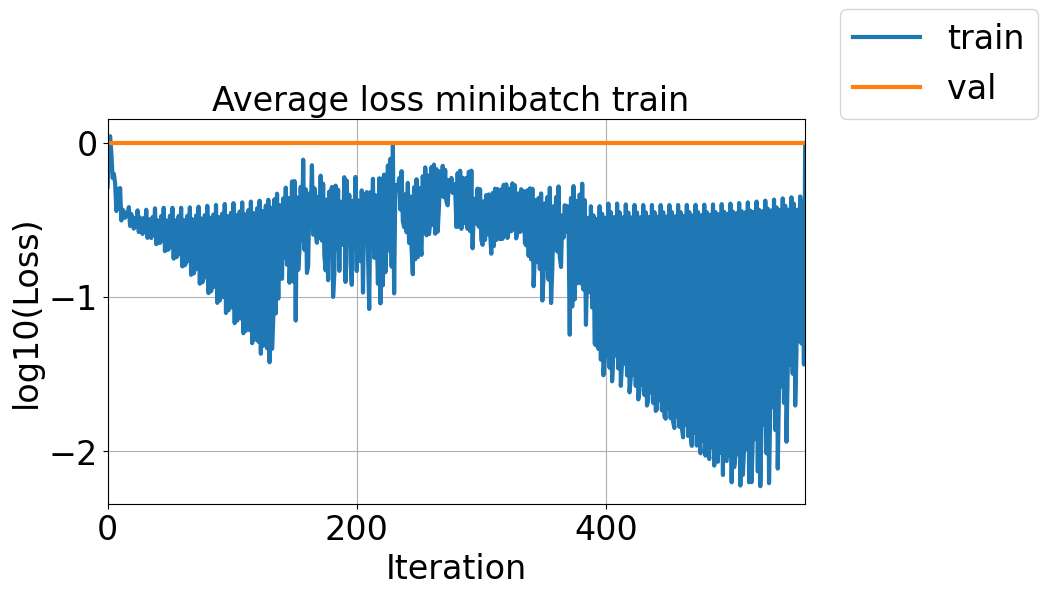 train
val
Average loss minibatch train
log10(Loss)
0
−1
−2
0
200
400
Iteration